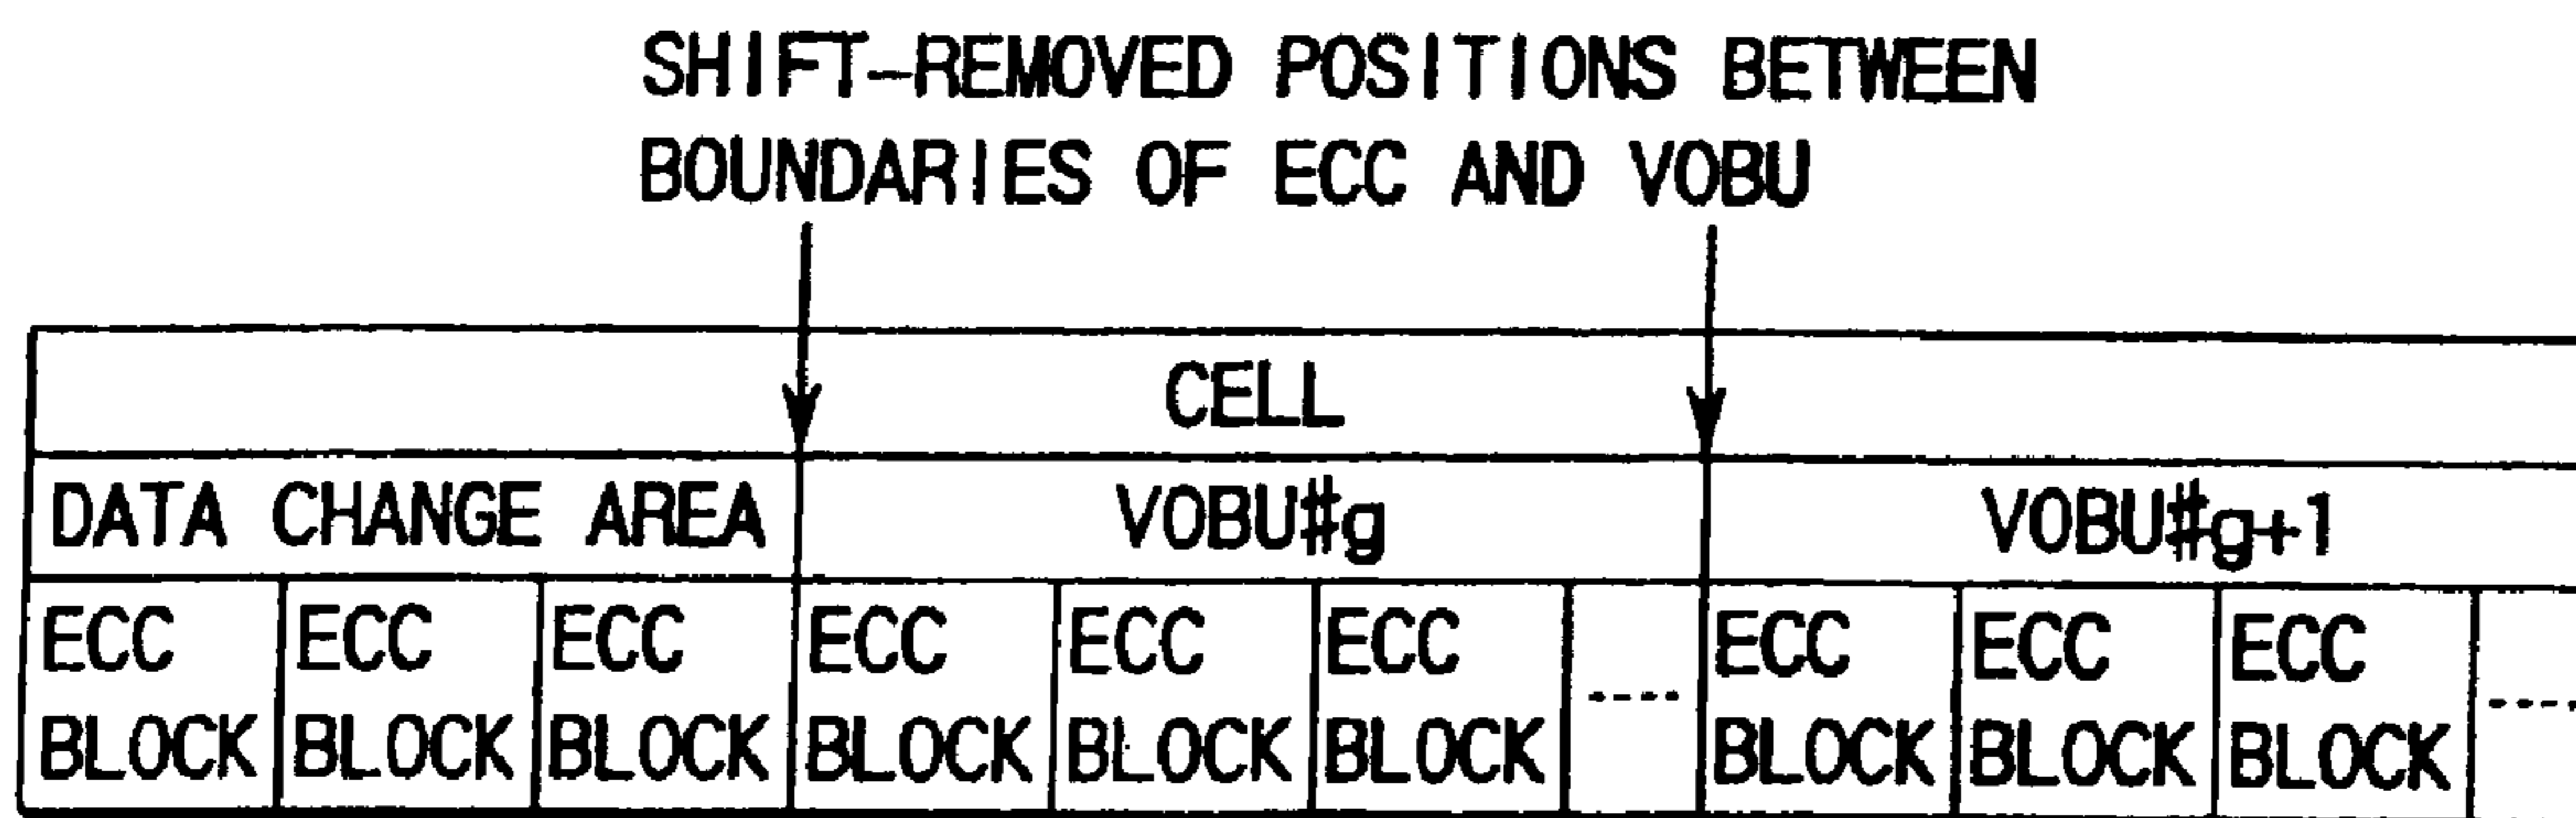 SHIFT-REMOVED POSITIONS BETWEEN
BOUNDARIES OF ECC AND VOBU
CELL
DATA CHANGE AREA VOBU#g VOBU#g+1
ECC ECC ECC ECC ECC ECC ECC ECC ECC
BLOCK BLOCK BLOCK BLOCK BLOCK BLOCK ---- BLOCK BLOCK BLOCK ----